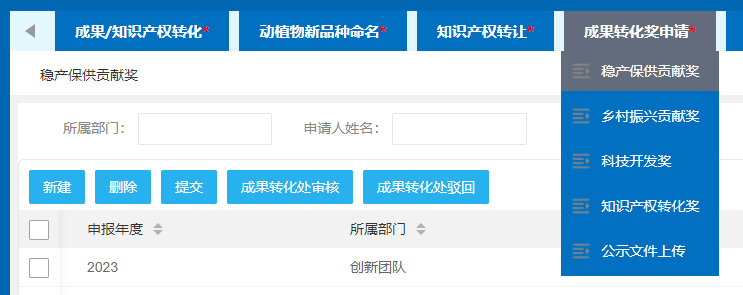 成果/知识产权转化* 动植物新品种命名* 知识产权转让* 成果转化奖申请*
稳产保供贡献奖
稳产保供贡献奖
乡村振兴贡献奖
科技开发奖
知识产权转化奖
公示文件上传
所属部门: 申请人姓名:
新建 删除 提交 成果转化处审核 成果转化处驳回
申报年度 所属部门
2023 创新团队